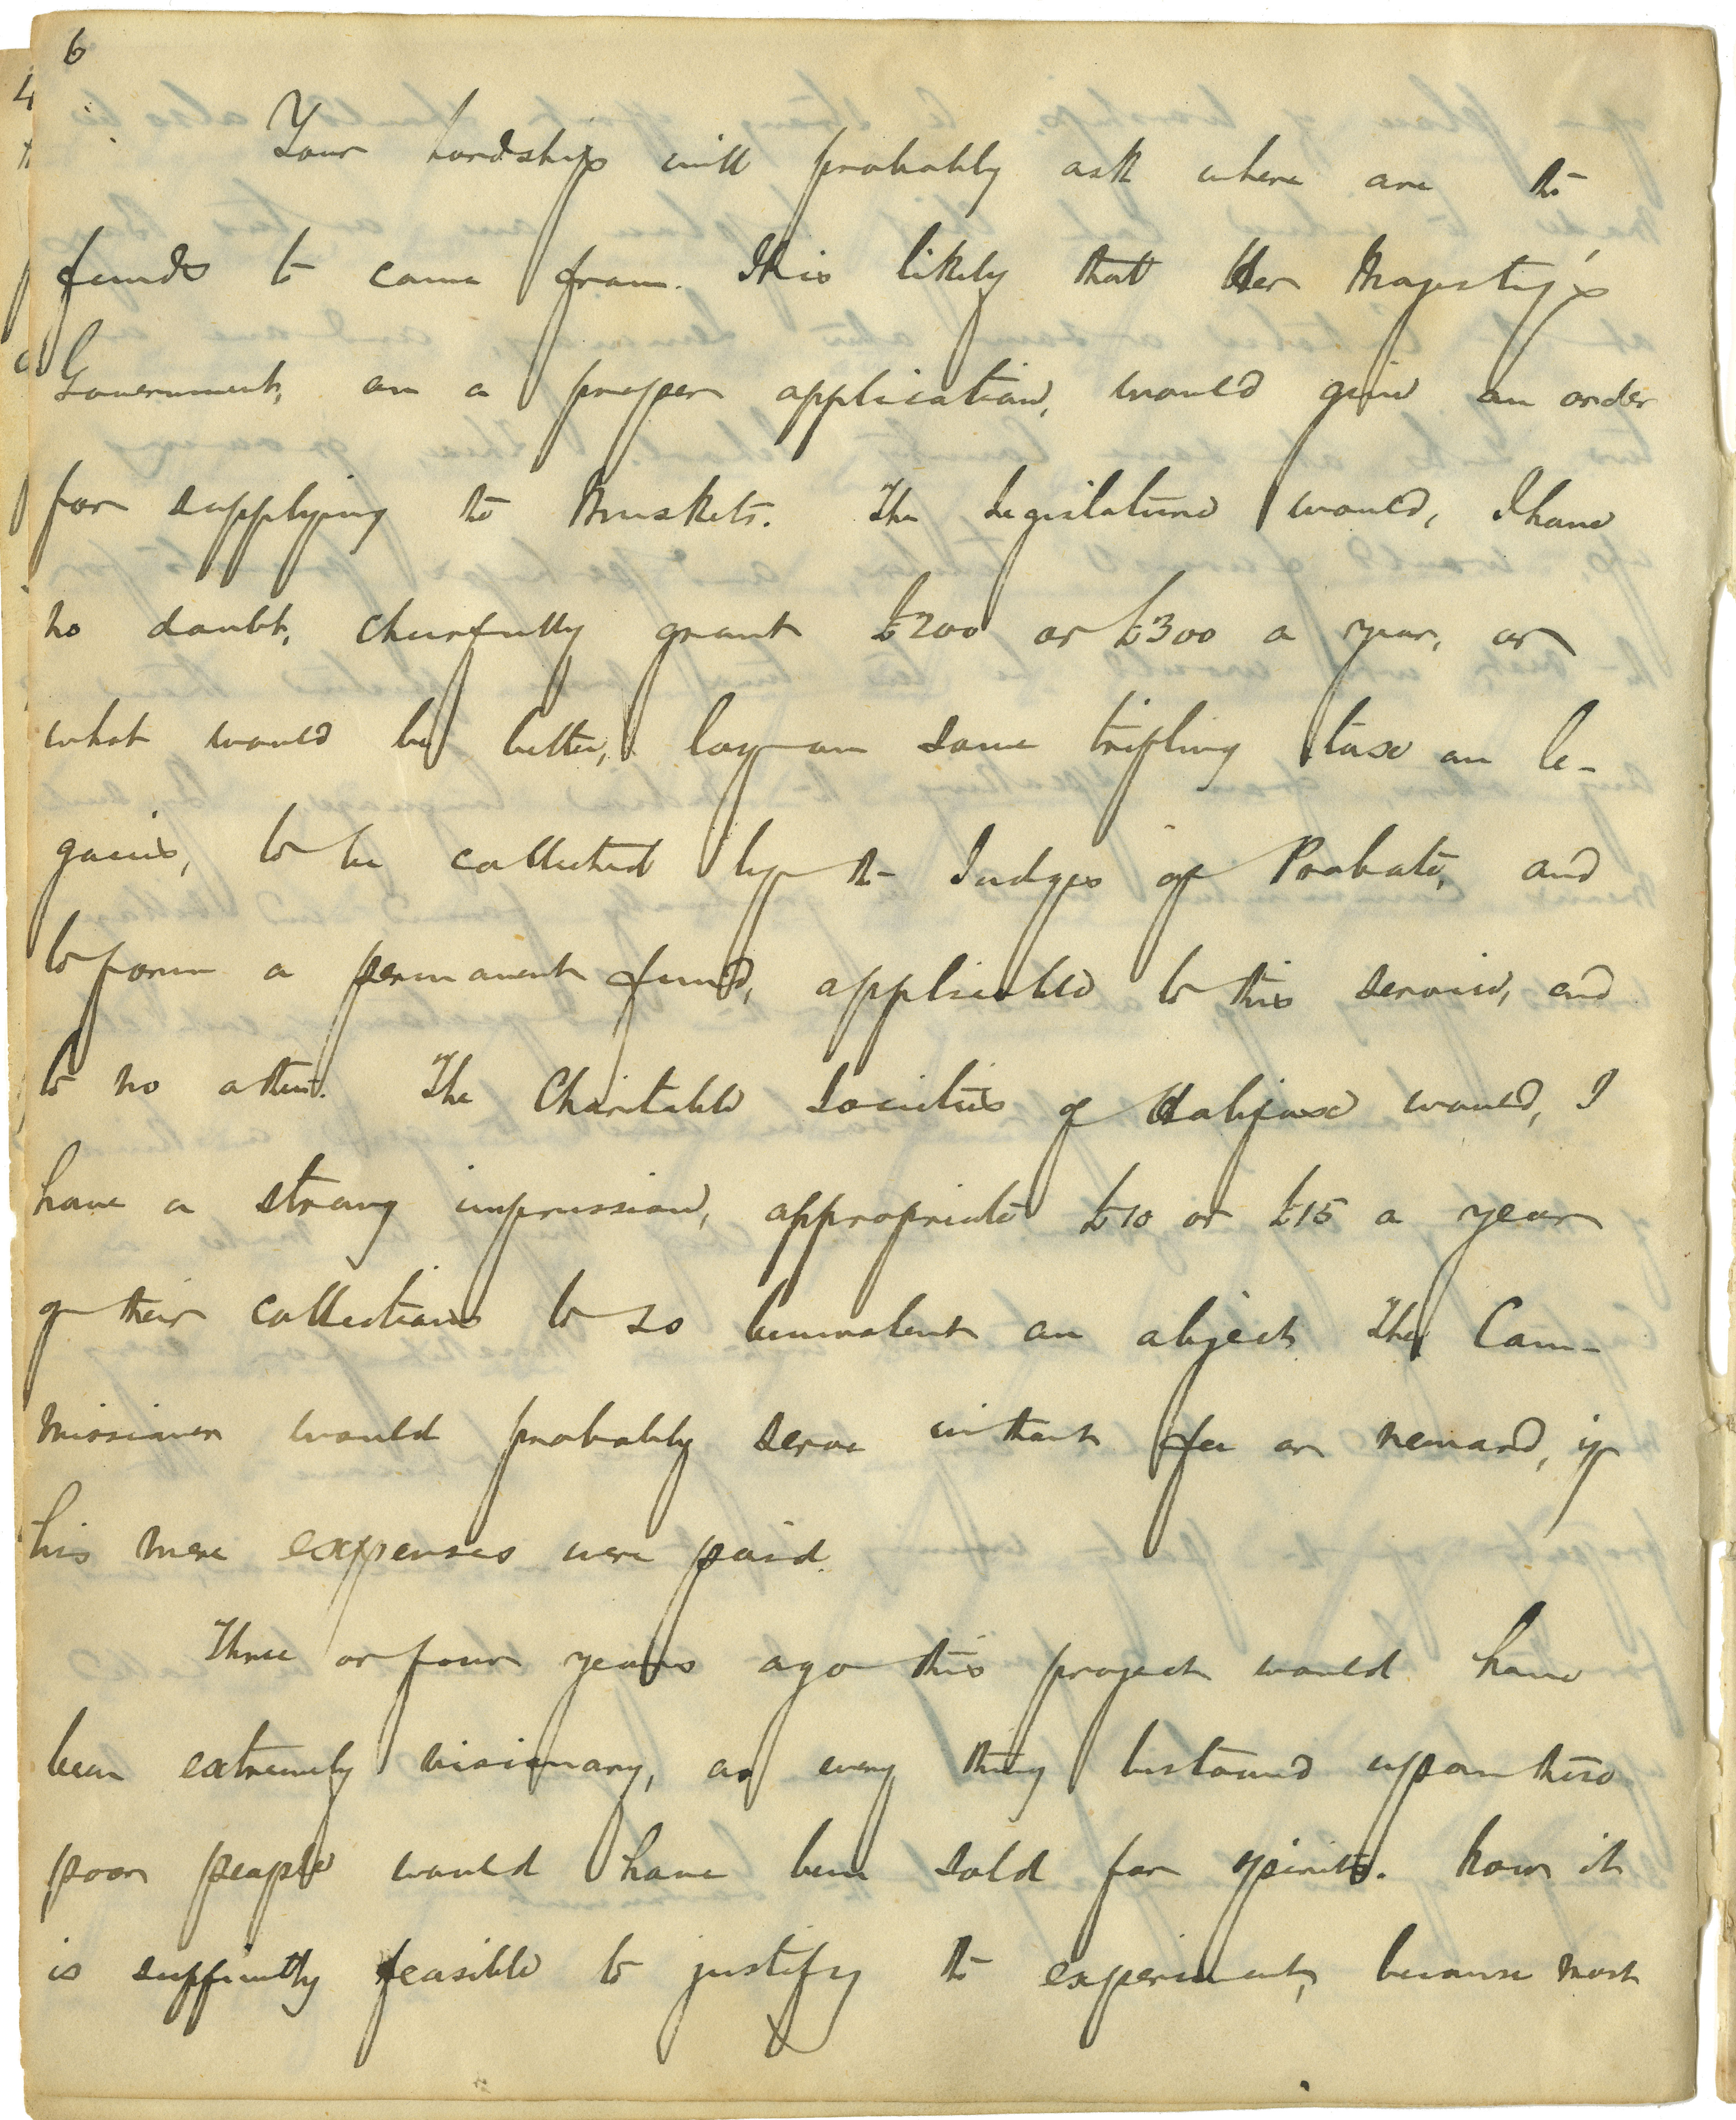 6
Your Lordship will probably ask where are the
funds to come from. It is likely that Her Majesty's
Government, on a proper application, would give an order
for supplying the Muskets. The Legislature would, I have
no doubt, cheerfully grant £200 or £300 a year, or
what would be better, lay on some trifling tax on le-
gacies, to be collected by the Judges of Probate, and
to form a permanent fund, applicable to this service, and
to no other. The Charitable Societies of Halifax would, I
have a strong impression, appropriate £10 or £15 a year
of their collections to so benevolent an object. The Com-
missioner would probably serve without fee or reward, if
his mere expenses were paid.
Three or four years ago this project would have
been extremely visionary, as every thing bestowed upon these
poor people would have been sold for spirits. Now it
is sufficiently feasible to justify the experiment, because most